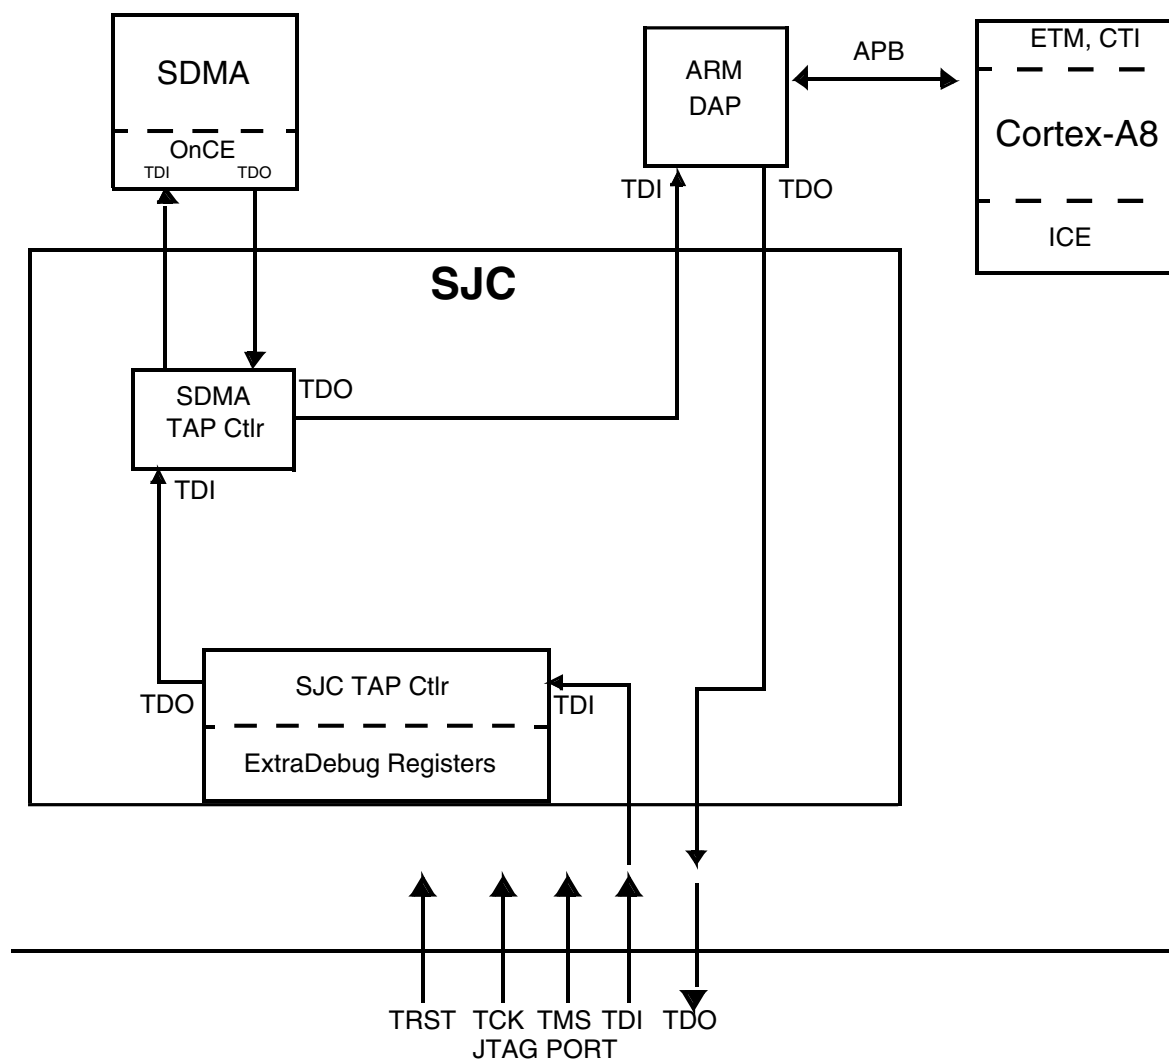 SDMA
OnCE
TDI TDO
ARM
DAP
APB
ETM, CTI
Cortex-A8
ICE
TDI
TDO
SJC
SDMA
TAP Ctlr
TDO
TDI
SJC TAP Ctlr
TDO
TDI
ExtraDebug Registers
TRST TCK TMS TDI TDO
JTAG PORT